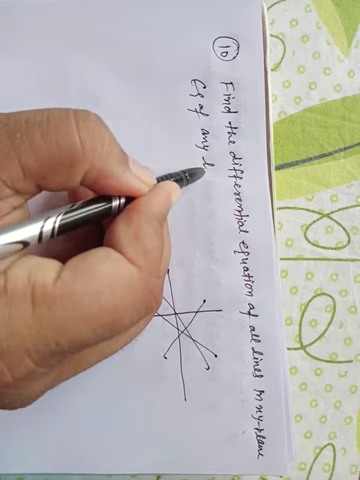 (10) Find the differential equation of all lines in xy-plane
Eq of any l